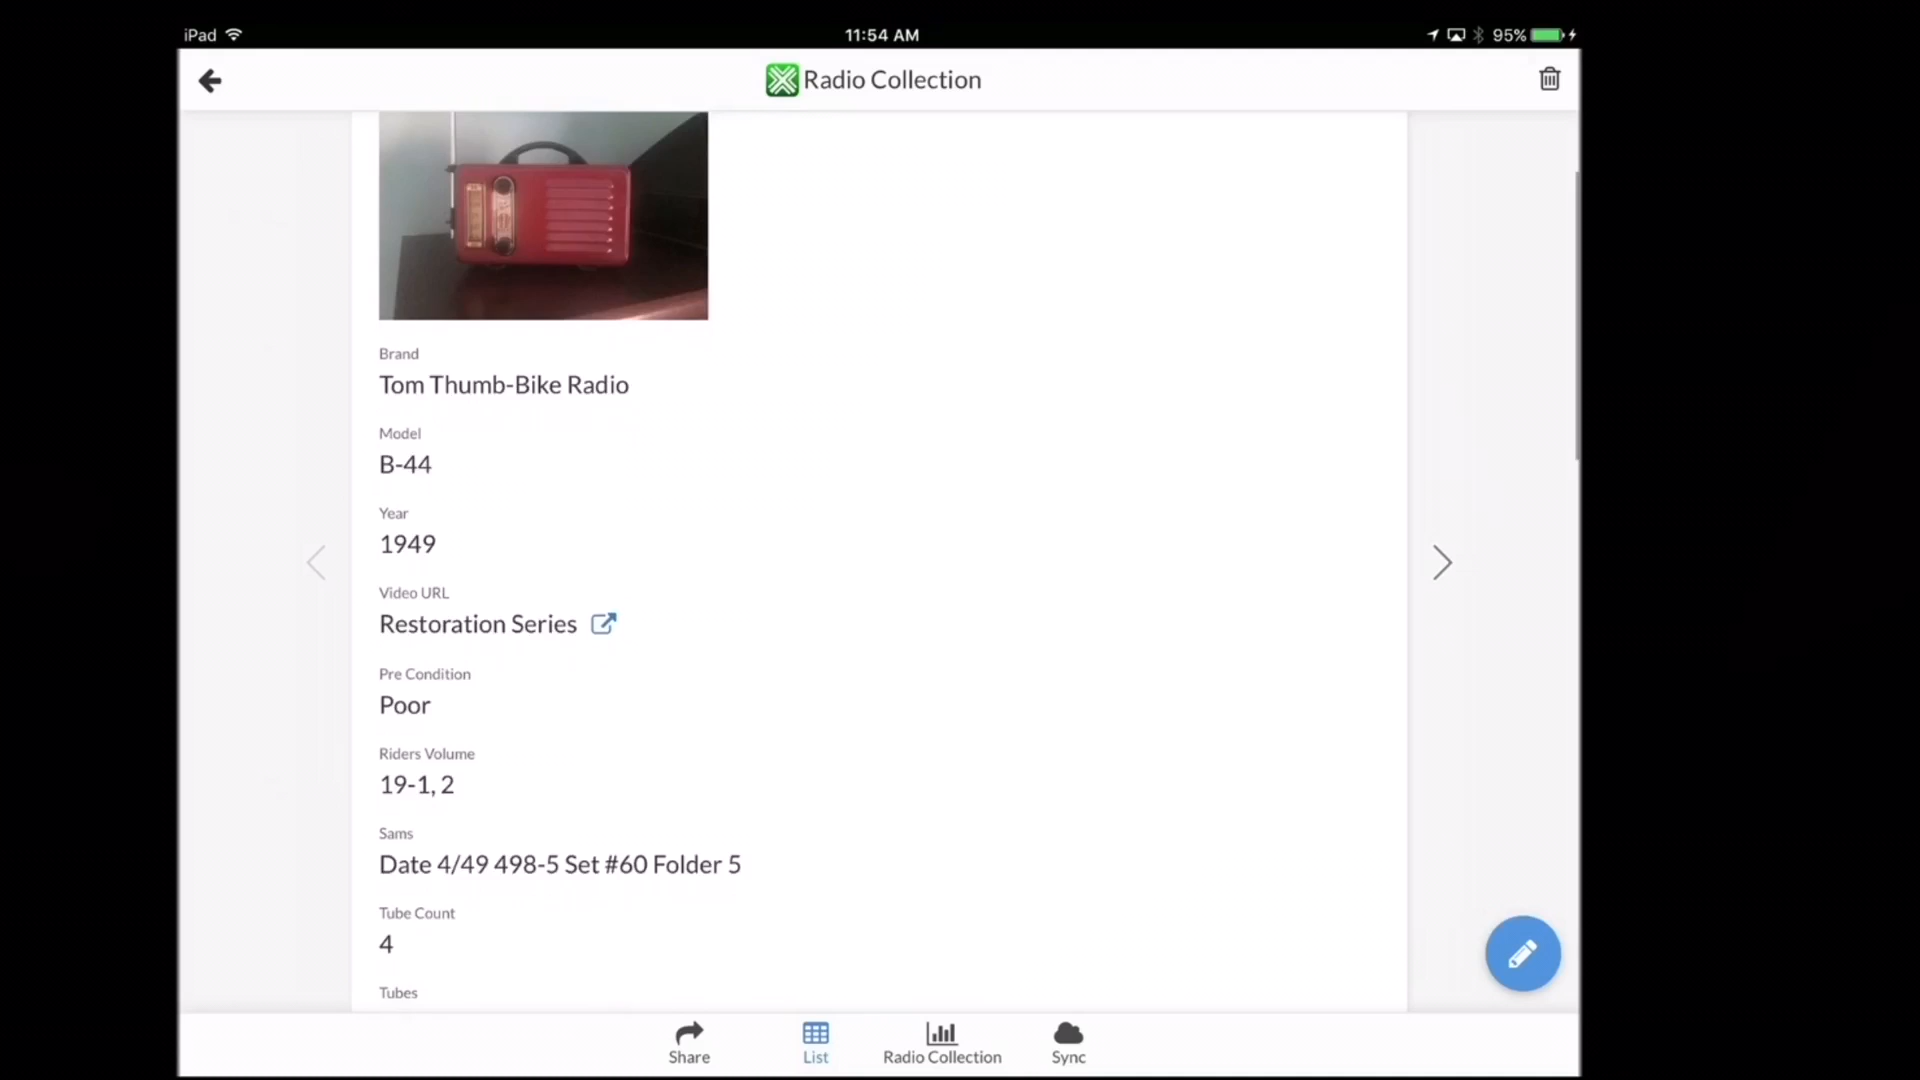 iPad
11:54 AM
95%
Radio Collection
Brand
Tom Thumb-Bike Radio
Model
B-44
Year
1949
Video URL
Restoration Series
Pre Condition
Poor
Riders Volume
19-1, 2
Sams
Date 4/49 498-5 Set #60 Folder 5
Tube Count
4
Tubes
Share
List
Radio Collection
Sync